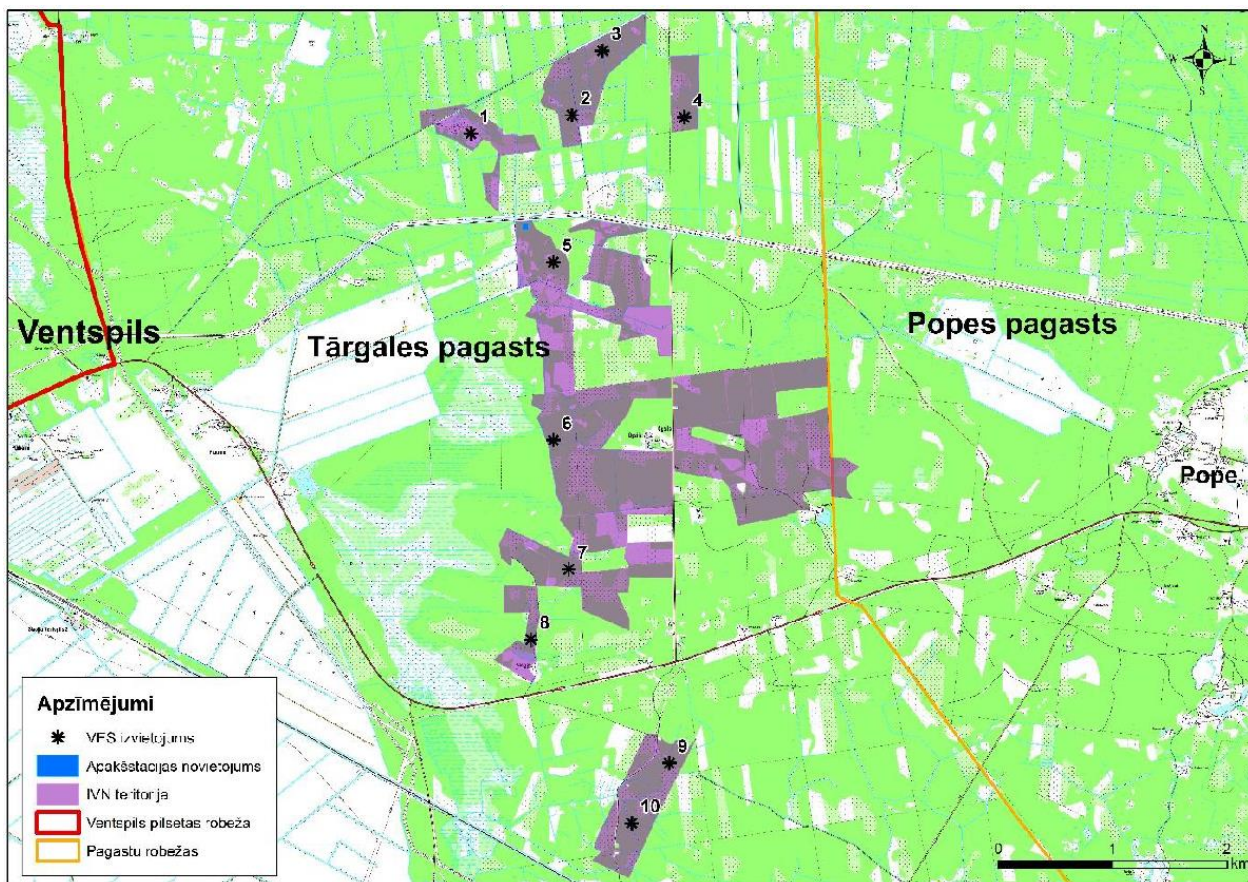 3
2
4
1
N
W
E
S
5
Ventspils
Tārgales pagasts
Popes pagasts
6
Pope
7
8
9
10
Apzīmējumi
VES izvietojums
Apakšstacijas novietojums
IVN teritorija
Ventspils pilsētas robeža
Pagastu robežas
0
1
2
km